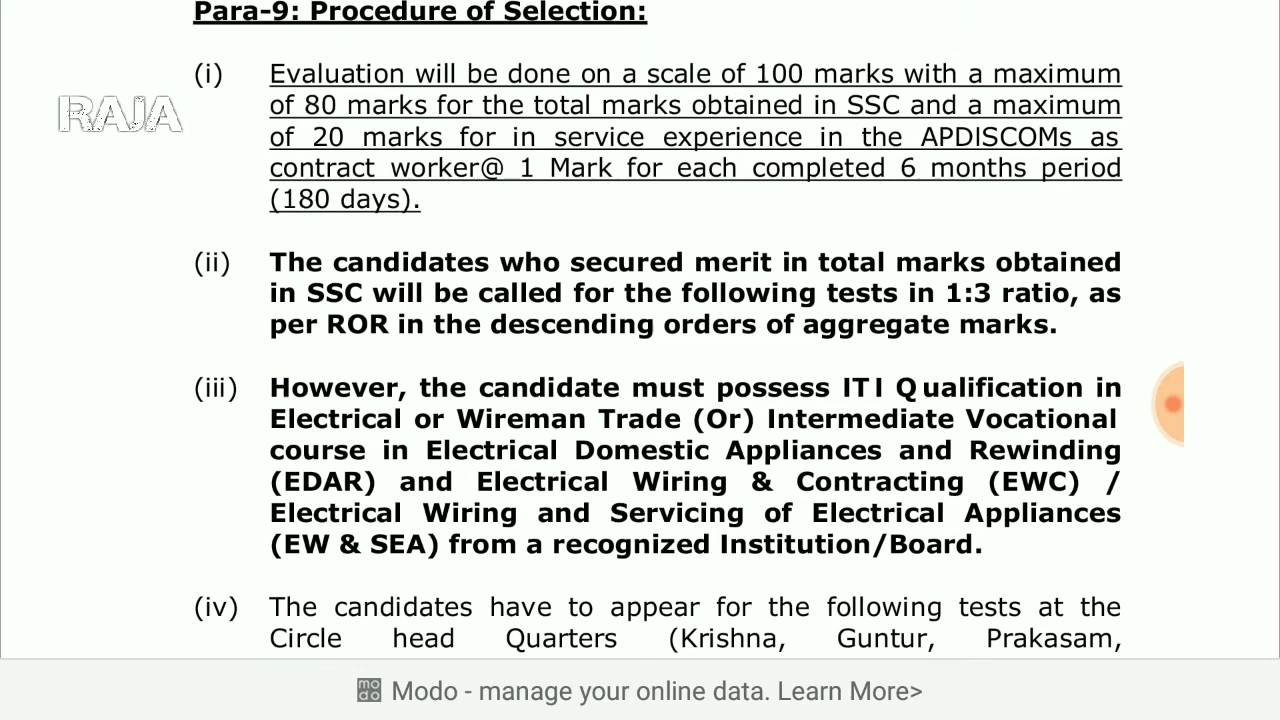 Para-9: Procedure of Selection:
(i) Evaluation will be done on a scale of 100 marks with a maximum
of 80 marks for the total marks obtained in SSC and a maximum
of 20 marks for in service experience in the APDISCOMs as
contract worker@ 1 Mark for each completed 6 months period
(180 days).
RAJA
(ii) The candidates who secured merit in total marks obtained
in SSC will be called for the following tests in 1:3 ratio, as
per ROR in the descending orders of aggregate marks.
(iii) However, the candidate must possess ITI Qualification in
Electrical or Wireman Trade (Or) Intermediate Vocational
course in Electrical Domestic Appliances and Rewinding
(EDAR) and Electrical Wiring & Contracting (EWC) /
Electrical Wiring and Servicing of Electrical Appliances
(EW & SEA) from a recognized Institution/Board.
(iv) The candidates have to appear for the following tests at the
Circle head Quarters (Krishna, Guntur, Prakasam,
modo Modo - manage your online data. Learn More>